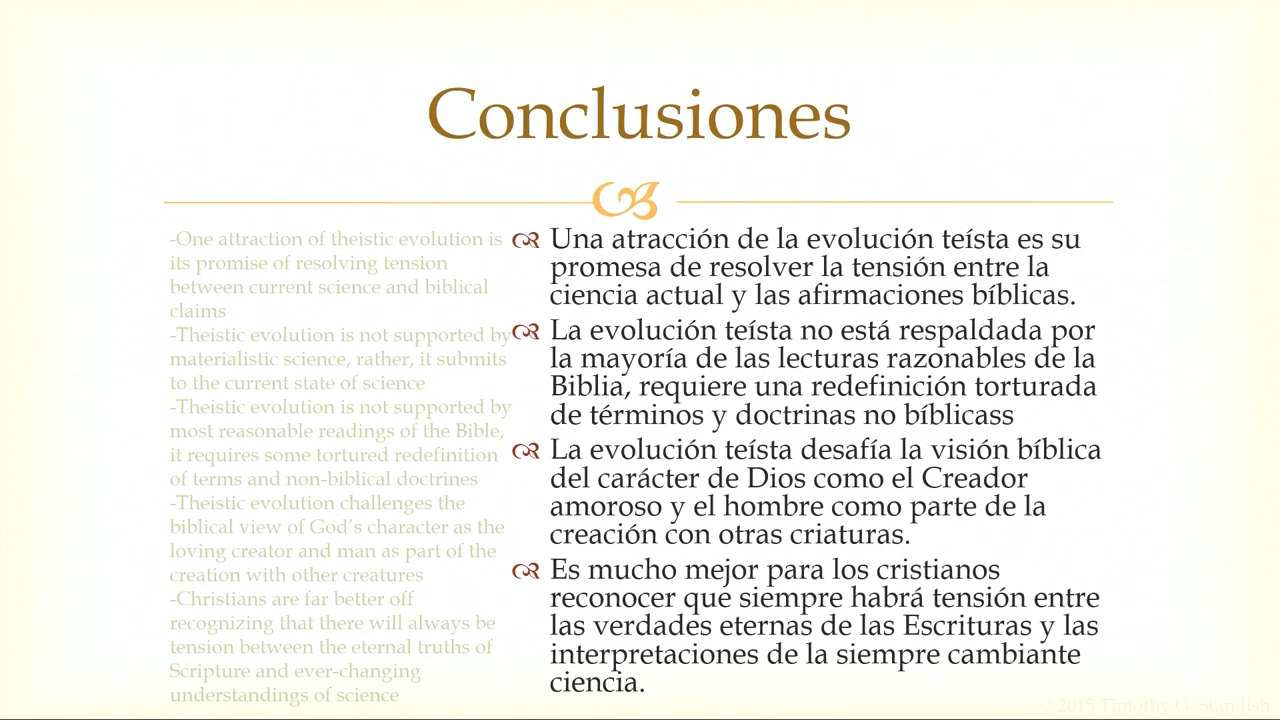 Conclusiones
-One attraction of theistic evolution is
its promise of resolving tension
between current science and biblical
claims
-Theistic evolution is not supported by
materialistic science, rather, it submits
to the current state of science
-Theistic evolution is not supported by
most reasonable readings of the Bible,
it requires some tortured redefinition
of terms and non-biblical doctrines
-Theistic evolution challenges the
biblical view of God's character as the
loving creator and man as part of the
creation with other creatures
-Christians are far better off
recognizing that there will always be
tension between the eternal truths of
Scripture and ever-changing
understandings of science
Una atracción de la evolución teísta es su
promesa de resolver la tensión entre la
ciencia actual y las afirmaciones bíblicas.
La evolución teísta no está respaldada por
la mayoría de las lecturas razonables de la
Biblia, requiere una redefinición torturada
de términos y doctrinas no bíblicass
La evolución teísta desafía la visión bíblica
del carácter de Dios como el Creador
amoroso y el hombre como parte de la
creación con otras criaturas.
Es mucho mejor para los cristianos
reconocer que siempre habrá tensión entre
las verdades eternas de las Escrituras y las
interpretaciones de la siempre cambiante
ciencia.
© 2015 Timothy G. Standish